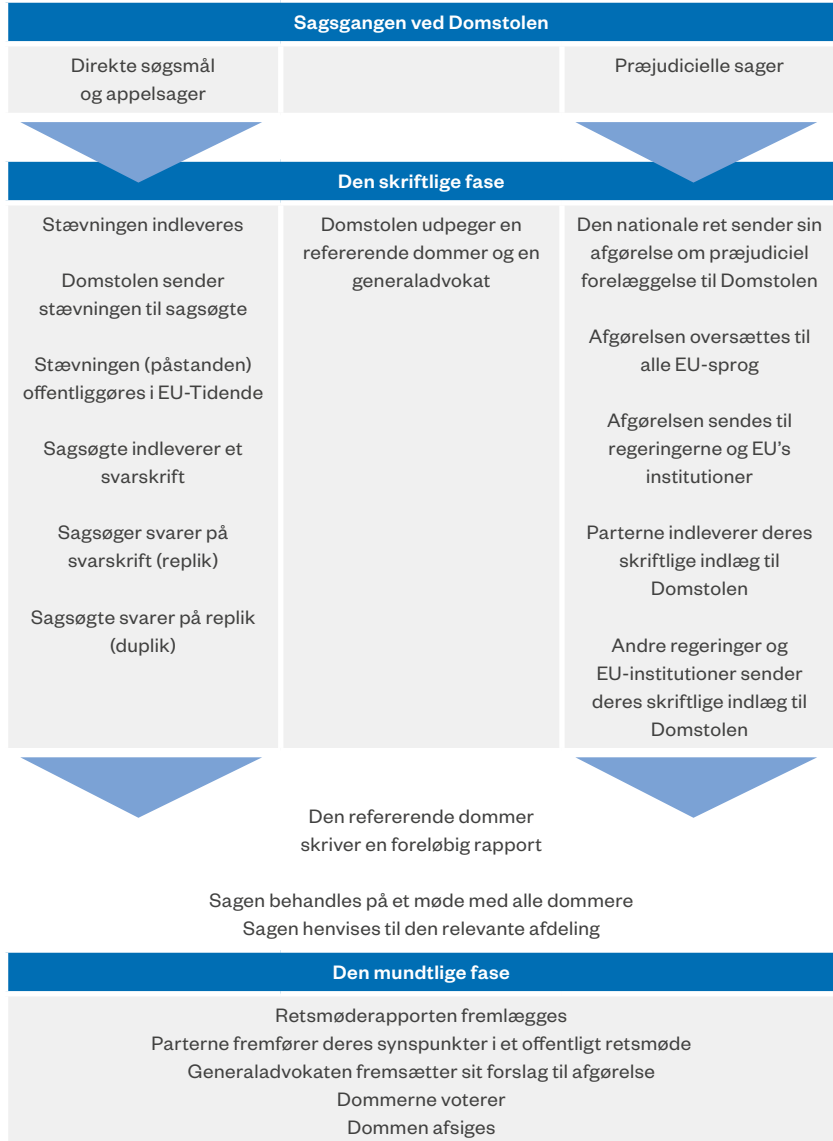 Sagsgangen ved Domstolen
Direkte søgsmål
og appelsager
Præjudicielle sager
Den skriftlige fase
Stævningen indleveres
Domstolen sender
stævningen til sagsøgte
Stævningen (påstanden)
offentliggøres i EU-Tidende
Sagsøgte indleverer et
svarskrift
Sagsøger svarer på
svarskrift (replik)
Sagsøgte svarer på replik
(duplik)
Domstolen udpeger en
refererende dommer og en
generaladvokat
Den nationale ret sender sin
afgørelse om præjudiciel
forelæggelse til Domstolen
Afgørelsen oversættes til
alle EU-sprog
Afgørelsen sendes til
regeringerne og EU's
institutioner
Parterne indleverer deres
skriftlige indlæg til
Domstolen
Andre regeringer og
EU-institutioner sender
deres skriftlige indlæg til
Domstolen
Den refererende dommer
skriver en foreløbig rapport
Sagen behandles på et møde med alle dommere
Sagen henvises til den relevante afdeling
Den mundtlige fase
Retsmøderapporten fremlægges
Parterne fremfører deres synspunkter i et offentligt retsmøde
Generaladvokaten fremsætter sit forslag til afgørelse
Dommerne voterer
Dommen afsiges